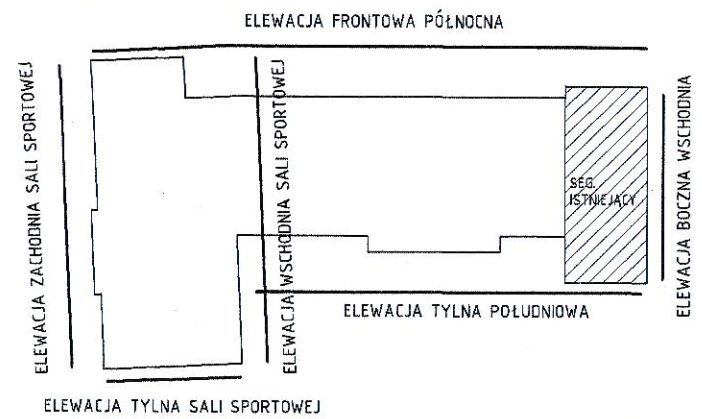 ELEWACJA FRONTOWA PÓŁNOCNA
ELEWACJA ZACHODNIA SALI SPORTOWEJ
ELEWACJA WSCHODNIA SALI SPORTOWEJ
SEG.
ISTNIEJĄCY
ELEWACJA BOCZNA WSCHODNIA
ELEWACJA TYLNA POŁUDNIOWA
ELEWACJA TYLNA SALI SPORTOWEJ